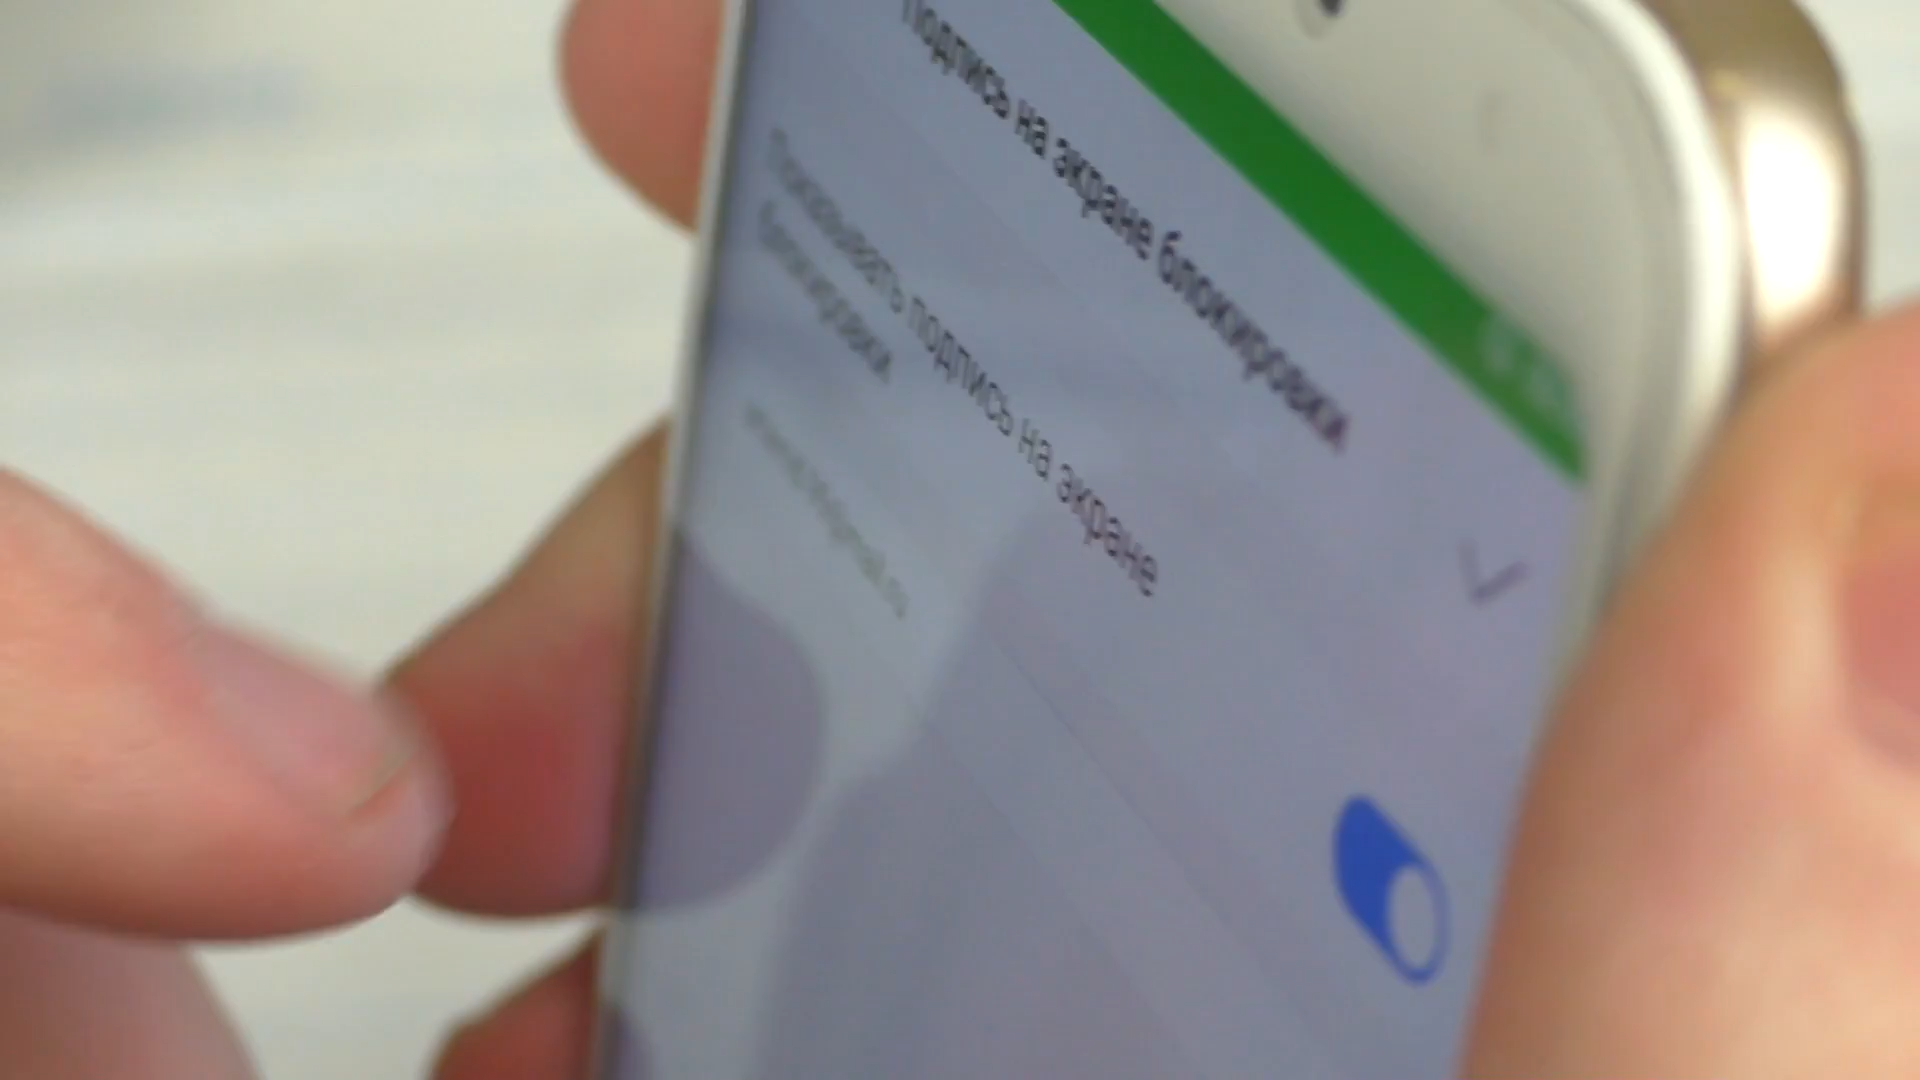 Подпись на экране блокировки
Показывать подпись на экране
блокировки